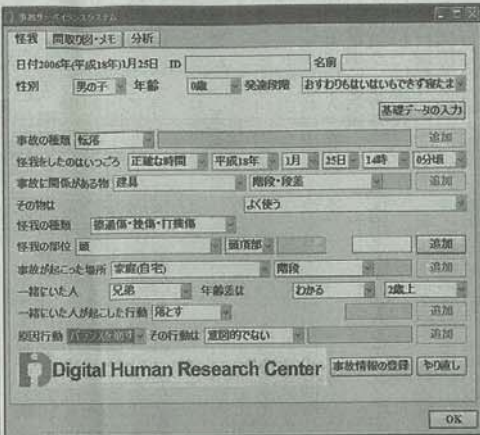 事故サーベイランスシステム
怪我 間取り図・メモ 分析
日付2006年(平成18年)1月25日 ID 名前
性別 男の子 年齢 0歳 発達段階 おすわりもはいはいもできず寝たま
基礎データの入力
事故の種類 転落 追加
怪我をしたのはいつごろ 正確な時間 平成18年 1月 25日 14時 0分頃
事故に関係がある物 建具 階段・段差 追加
その物は よく使う
怪我の種類 擦過傷・挫傷・打撲傷
怪我の部位 頭 頭頂部 追加
事故が起こった場所 家庭(自宅) 階段 追加
一緒にいた人 兄弟 年齢差は わかる 2歳上
一緒にいた人が起こした行動 落とす 追加
原因行動 バランスを崩す その行動は 意図的でない 追加
Digital Human Research Center 事故情報の登録 やり直し
OK